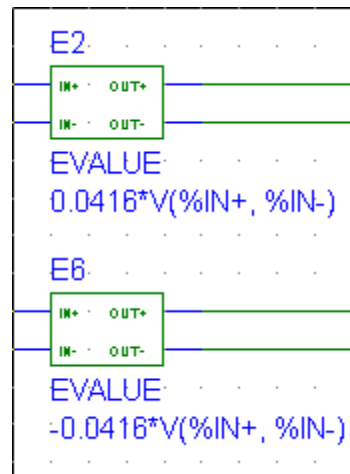 E2
IN+ OUT+
IN- OUT-
EVALUE
0.0416*V(%IN+, %IN-)
E6
IN+ OUT+
IN- OUT-
EVALUE
-0.0416*V(%IN+, %IN-)